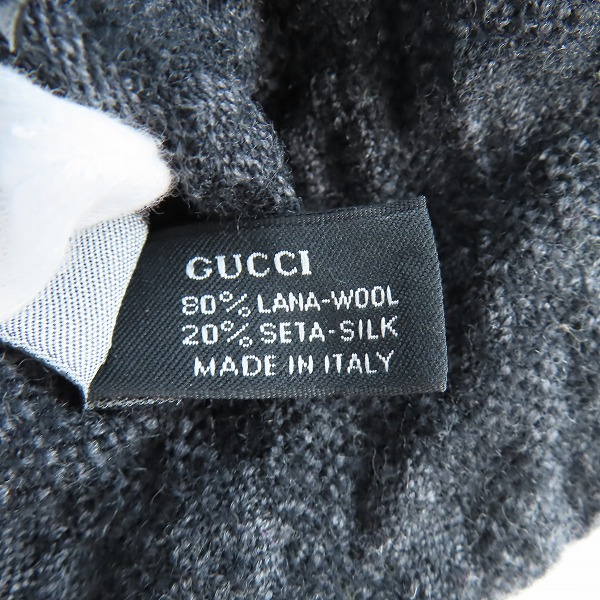 GUCCI
80% LANA-WOOL
20% SETA-SILK
MADE IN ITALY